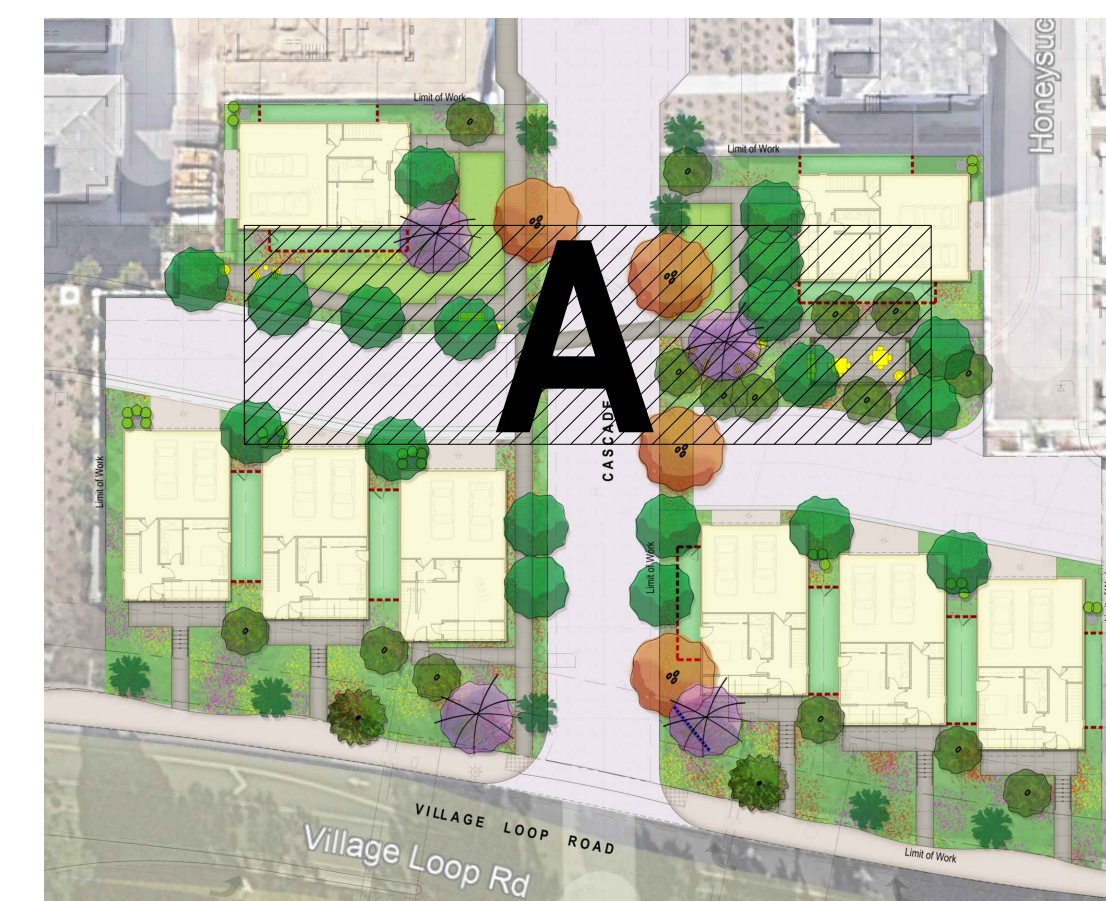 Honeysuc
Limit of Work
Limit of Work
A
CASCADE
Limit of Work
Limit of Work
VILLAGE LOOP ROAD
Village Loop Rd
Limit of Work